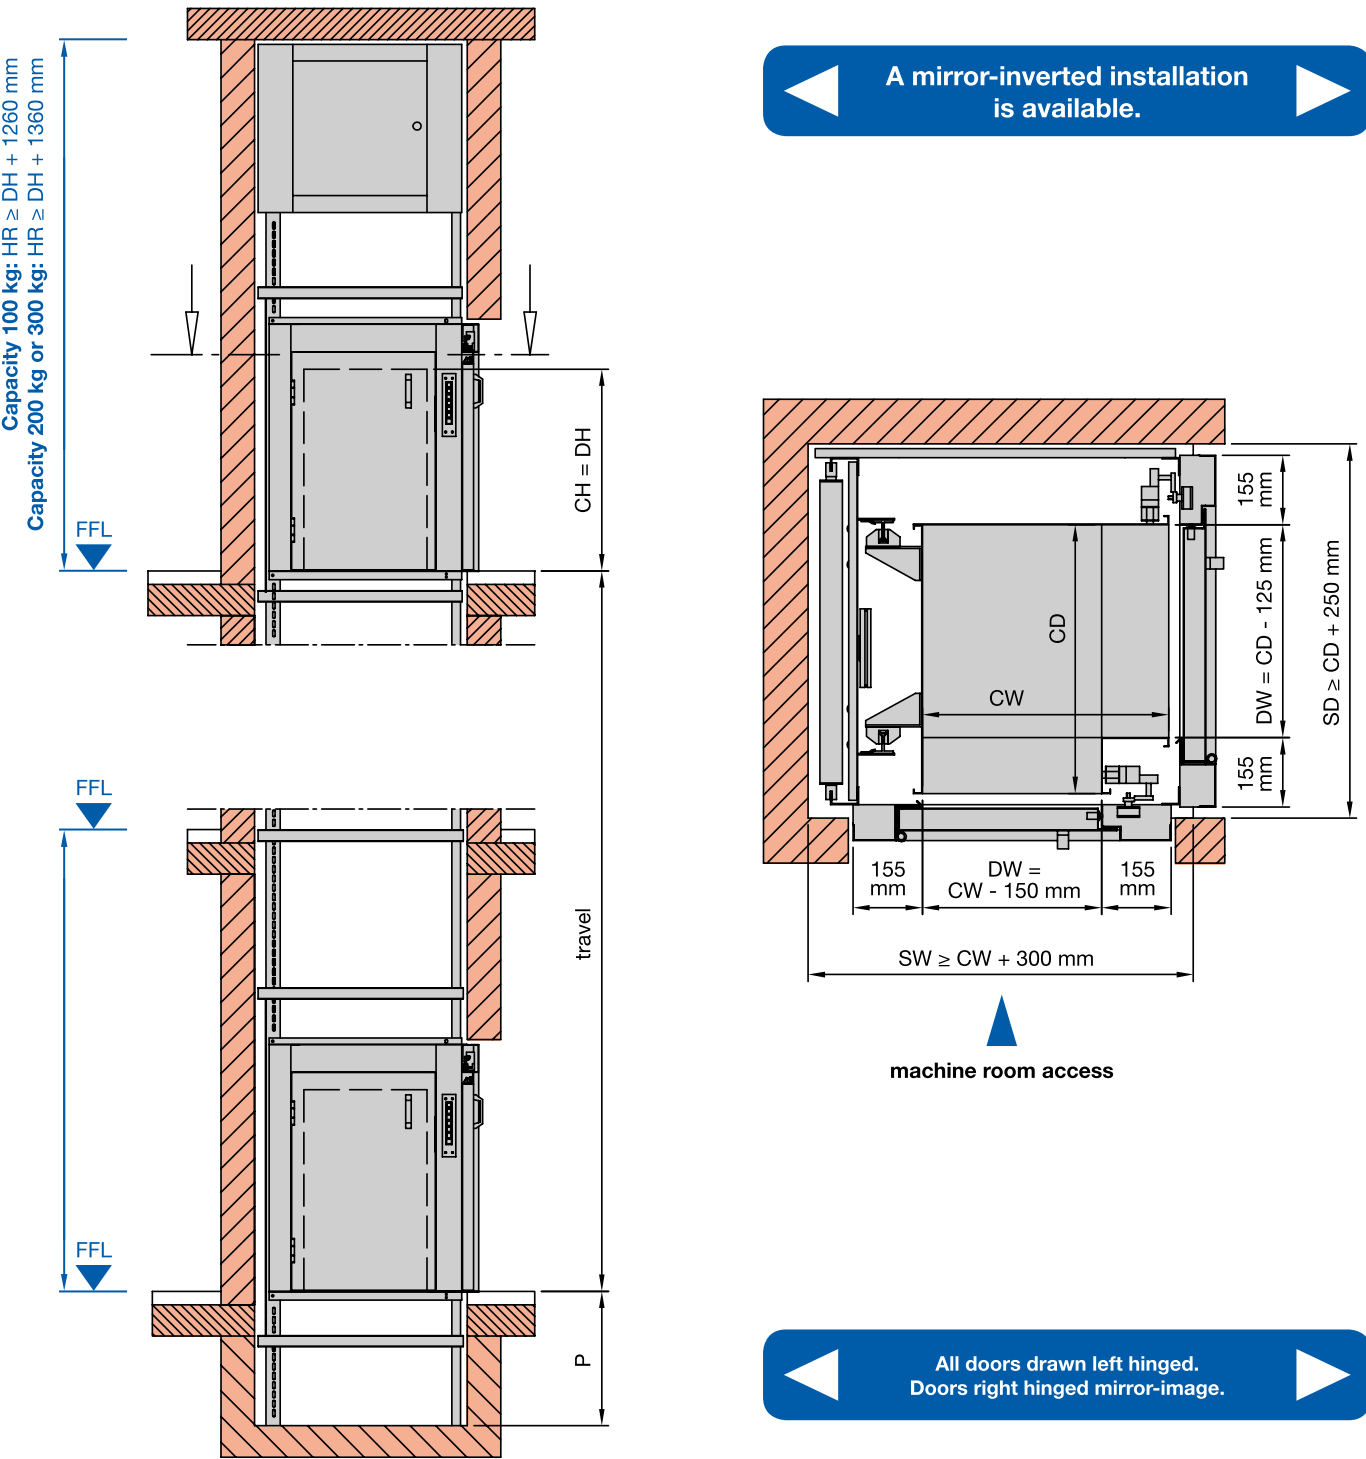 Capacity 100 kg: HR ≥ DH + 1260 mm
Capacity 200 kg or 300 kg: HR ≥ DH + 1360 mm
FFL
CH = DH
FFL
travel
FFL
P
A mirror-inverted installation
is available.
155
mm
DW = CD - 125 mm
155
mm
SD ≥ CD + 250 mm
CD
CW
155
mm
DW =
CW - 150 mm
155
mm
SW ≥ CW + 300 mm
machine room access
All doors drawn left hinged.
Doors right hinged mirror-image.